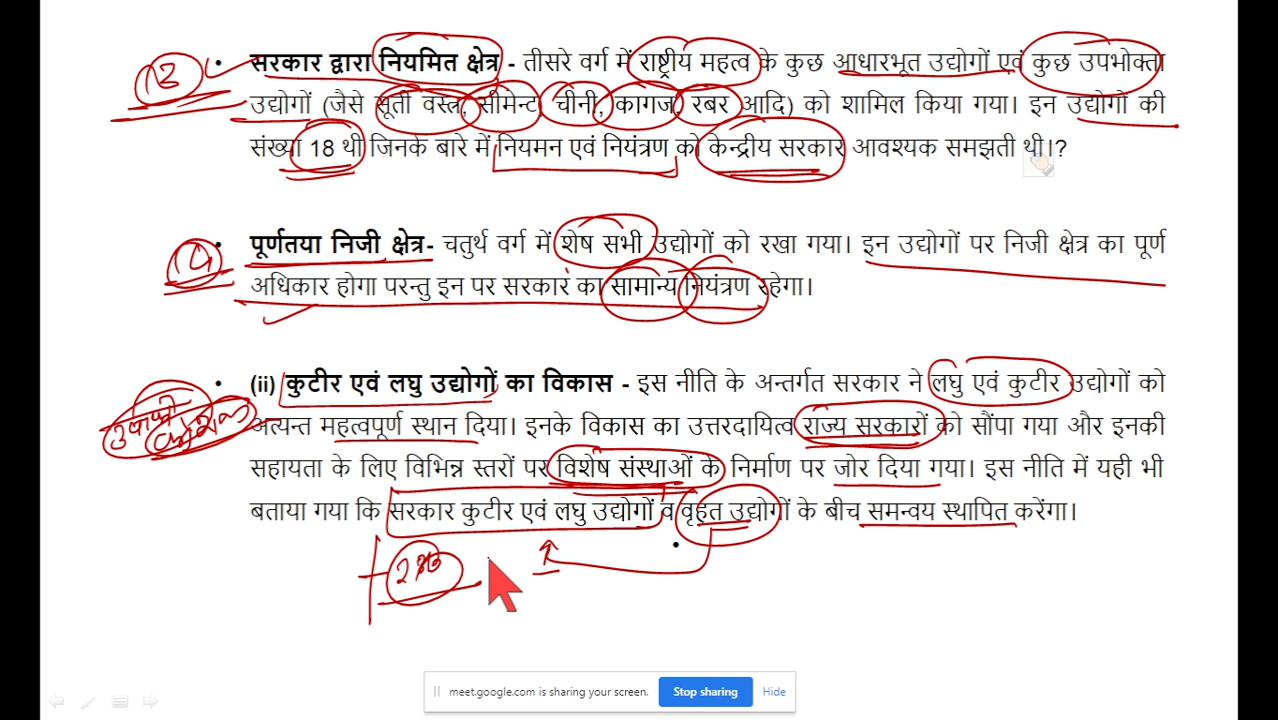 • सरकार द्वारा नियमित क्षेत्र - तीसरे वर्ग में राष्ट्रीय महत्व के कुछ आधारभूत उद्योगों एवं कुछ उपभोक्ता
उद्योगों (जैसे सूती वस्त्र, सीमेन्ट, चीनी, कागज, रबर आदि) को शामिल किया गया। इन उद्योगों की
संख्या 18 थी जिनके बारे में नियमन एवं नियंत्रण को केन्द्रीय सरकार आवश्यक समझती थी।?
• पूर्णतया निजी क्षेत्र- चतुर्थ वर्ग में शेष सभी उद्योगों को रखा गया। इन उद्योगों पर निजी क्षेत्र का पूर्ण
अधिकार होगा परन्तु इन पर सरकार का सामान्य नियंत्रण रहेगा।
• (ii) कुटीर एवं लघु उद्योगों का विकास - इस नीति के अन्तर्गत सरकार ने लघु एवं कुटीर उद्योगों को
अत्यन्त महत्वपूर्ण स्थान दिया। इनके विकास का उत्तरदायित्व राज्य सरकारों को सौंपा गया और इनकी
सहायता के लिए विभिन्न स्तरों पर विशेष संस्थाओं के निर्माण पर जोर दिया गया। इस नीति में यही भी
बताया गया कि सरकार कुटीर एवं लघु उद्योगों व वृहत उद्योगों के बीच समन्वय स्थापित करेंगा।
•
meet.google.com is sharing your screen. Stop sharing Hide